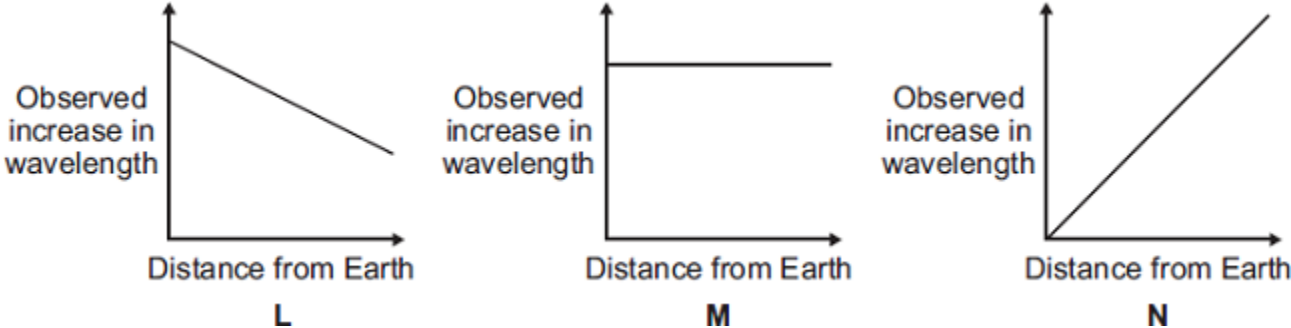 Observed
increase in
wavelength
Distance from Earth
L
Observed
increase in
wavelength
Distance from Earth
M
Observed
increase in
wavelength
Distance from Earth
N